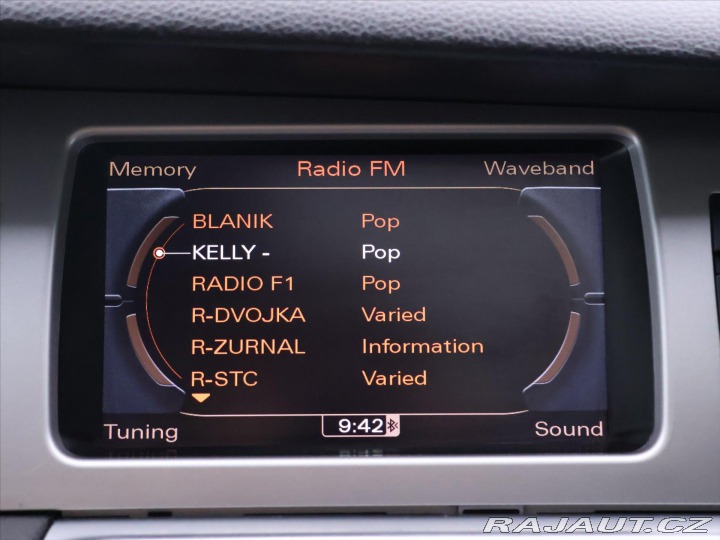 Memory Radio FM Waveband
BLANIK Pop
KELLY - Pop
RADIO F1 Pop
R-DVOJKA Varied
R-ZURNAL Information
R-STC Varied
Tuning 9:42 Sound
RAJAUT.CZ